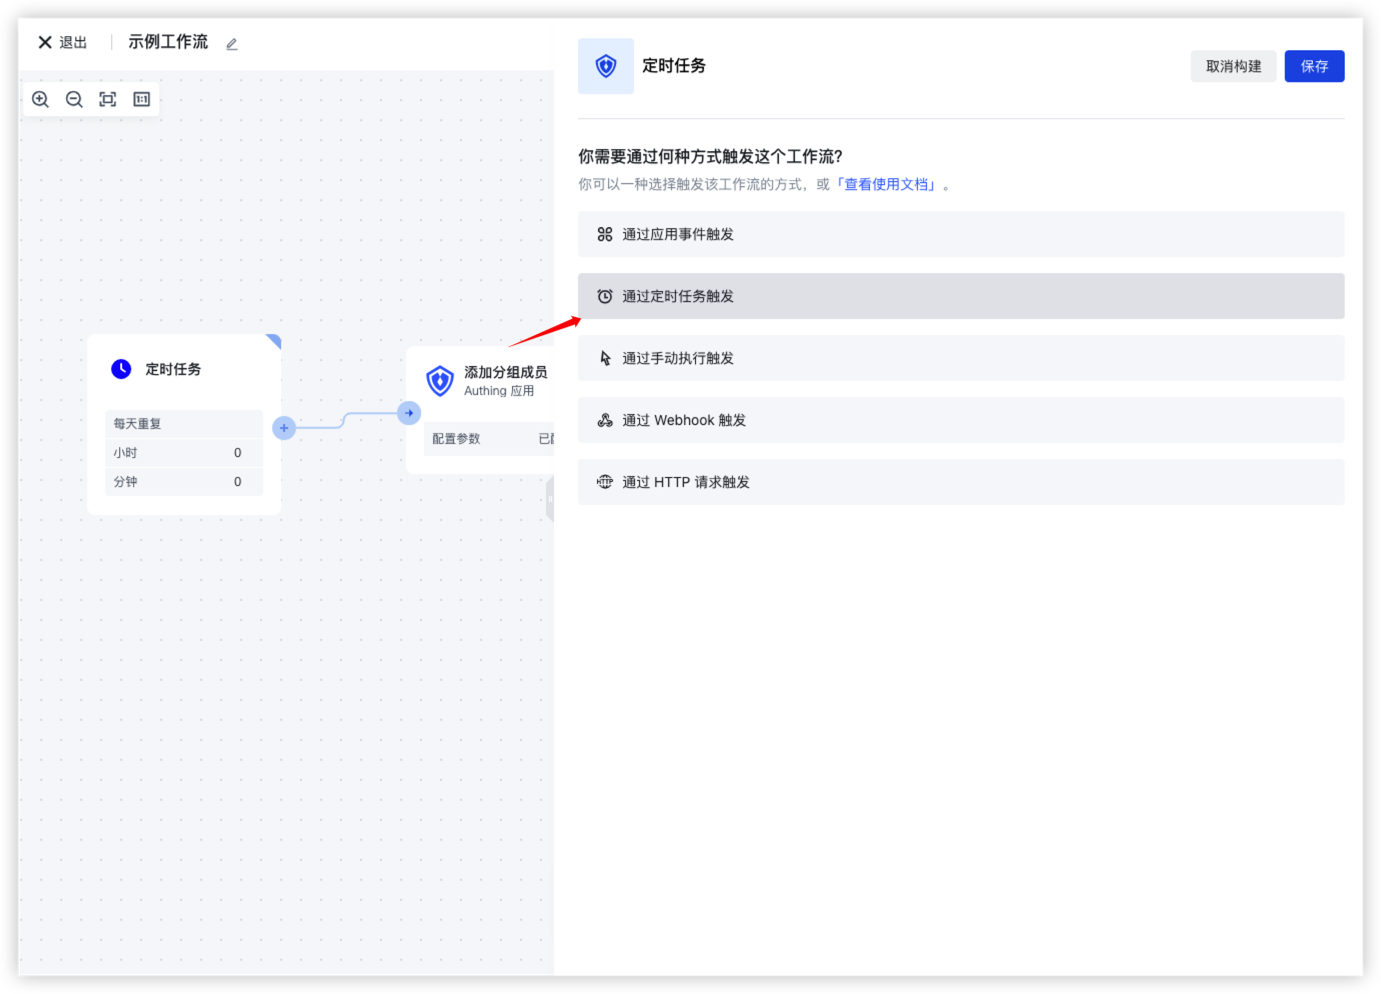 退出
示例工作流
1:1
定时任务
每天重复
小时 0
分钟 0
添加分组成员
Authing 应用
配置参数
定时任务
取消构建
保存
你需要通过何种方式触发这个工作流?
你可以一种选择触发该工作流的方式，或「查看使用文档」。
通过应用事件触发
通过定时任务触发
通过手动执行触发
通过 Webhook 触发
HTTP 通过 HTTP 请求触发